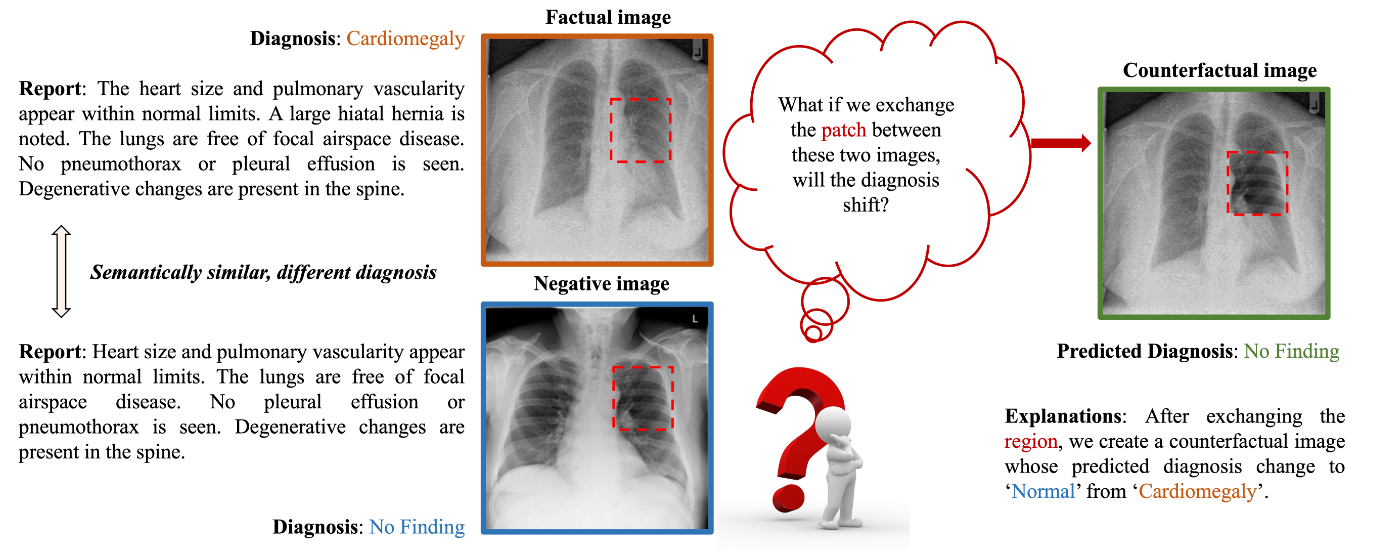 Diagnosis: Cardiomegaly
Report: The heart size and pulmonary vascularity
appear within normal limits. A large hiatal hernia is
noted. The lungs are free of focal airspace disease.
No pneumothorax or pleural effusion is seen.
Degenerative changes are present in the spine.
Semantically similar, different diagnosis
Report: Heart size and pulmonary vascularity appear
within normal limits. The lungs are free of focal
airspace disease. No pleural effusion or
pneumothorax is seen. Degenerative changes are
present in the spine.
Diagnosis: No Finding
Factual image
L
Negative image
L
What if we exchange
the patch between
these two images,
will the diagnosis
shift?
Counterfactual image
L
Predicted Diagnosis: No Finding
Explanations: After exchanging the
region, we create a counterfactual image
whose predicted diagnosis change to
‘Normal’ from ‘Cardiomegaly’.